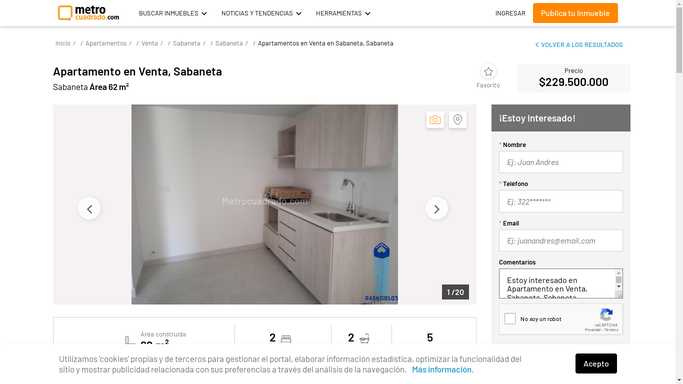 metro
cuadrado.com
BUSCAR INMUEBLES
NOTICIAS Y TENDENCIAS
HERRAMIENTAS
INGRESAR
Publica tu Inmueble
Inicio / / Apartamentos / / Venta / / Sabaneta / / Sabaneta / / Apartamentos en Venta en Sabaneta, Sabaneta
VOLVER A LOS RESULTADOS
Apartamento en Venta, Sabaneta
Sabaneta Área 62 m²
Favorito
Precio
$229.500.000
Metrocuadrado.com
1 / 20
¡Estoy Interesado!
* Nombre
Ej: Juan Andres
* Telefono
Ej: 322*******
* Email
Ej: juanandres@email.com
Comentarios
Estoy interesado en
Apartamento en Venta,
Sabaneta, Sabaneta
No soy un robot
reCAPTCHA
Privacidad - Términos
Área construida
2
2
5
Utilizamos 'cookies' propias y de terceros para gestionar el portal, elaborar información estadística, optimizar la funcionalidad del
sitio y mostrar publicidad relacionada con sus preferencias a través del análisis de la navegación. Más información.
Acepto